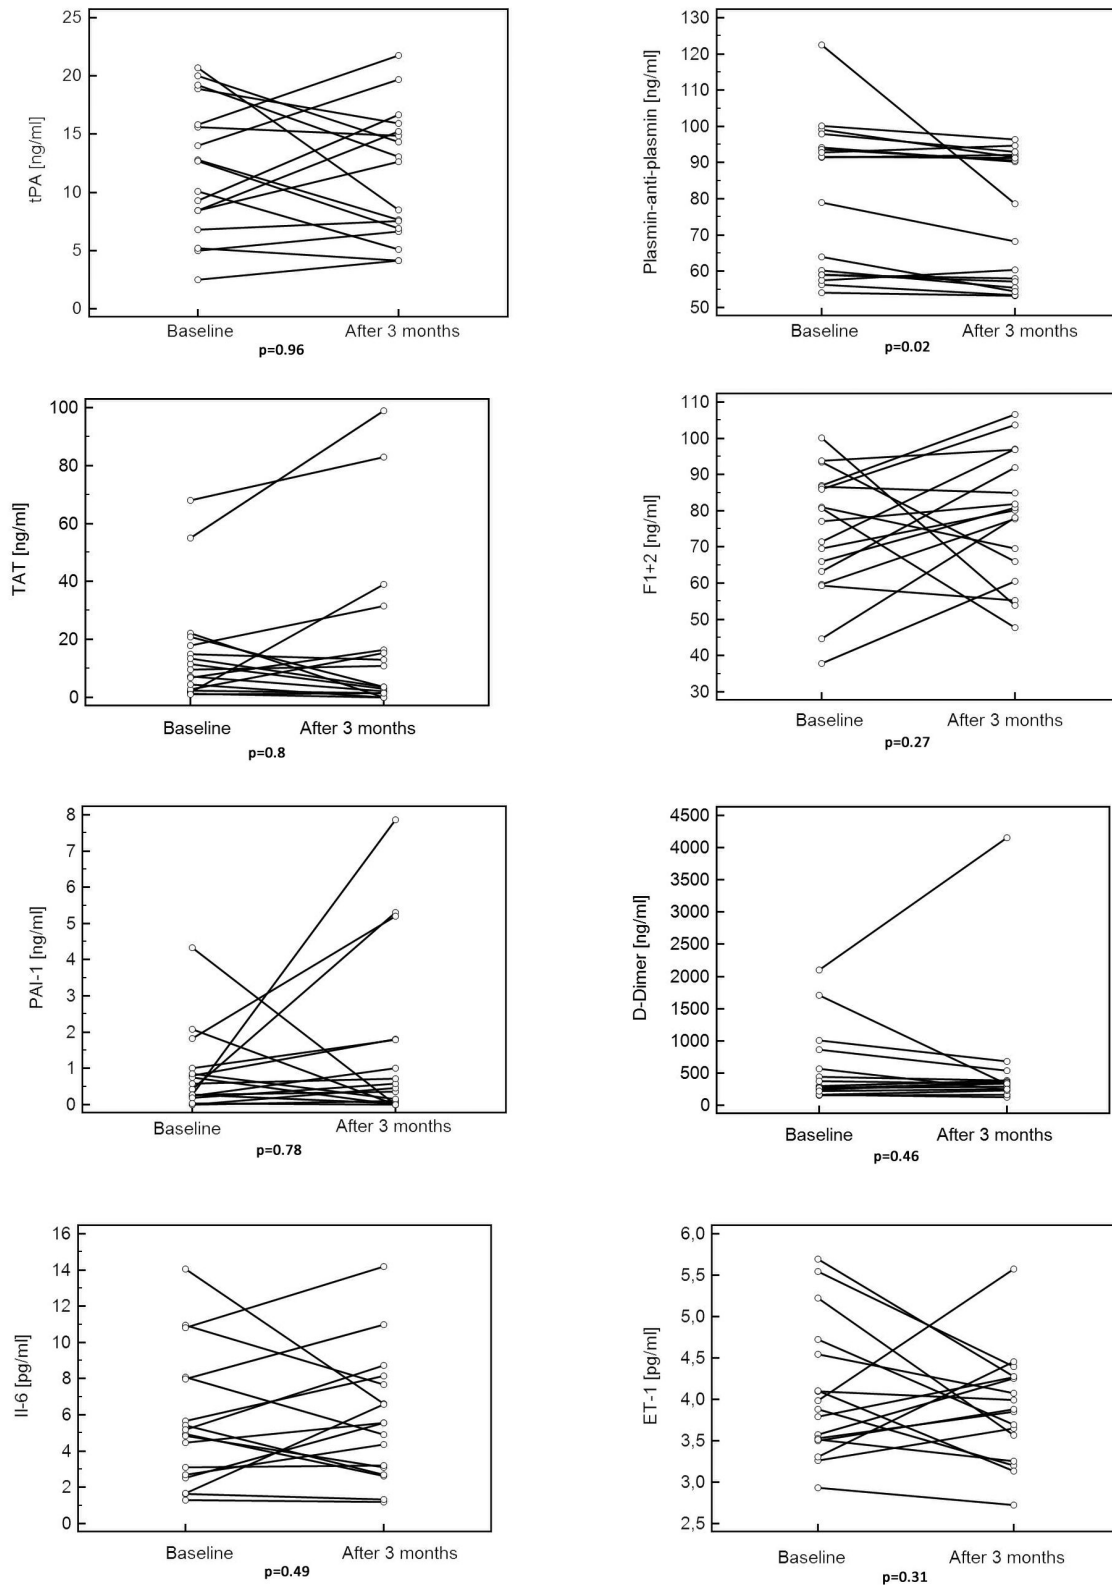 tPA [ng/ml]
25
20
15
10
5
0
Baseline
After 3 months
p=0.96
Plasmin-anti-plasmin [ng/ml]
130
120
110
100
90
80
70
60
50
Baseline
After 3 months
p=0.02
TAT [ng/ml]
100
80
60
40
20
0
Baseline
After 3 months
p=0.8
F1+2 [ng/ml]
110
100
90
80
70
60
50
40
30
Baseline
After 3 months
p=0.27
PAI-1 [ng/ml]
8
7
6
5
4
3
2
1
0
Baseline
After 3 months
p=0.78
D-Dimer [ng/ml]
4500
4000
3500
3000
2500
2000
1500
1000
500
0
Baseline
After 3 months
p=0.46
Il-6 [pg/ml]
16
14
12
10
8
6
4
2
0
Baseline
After 3 months
p=0.49
ET-1 [pg/ml]
6,0
5,5
5,0
4,5
4,0
3,5
3,0
2,5
Baseline
After 3 months
p=0.31